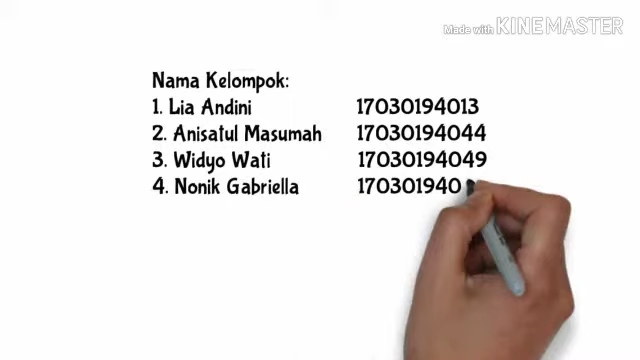 Made with KINEMASTER
Nama Kelompok:
1. Lia Andini 17030194013
2. Anisatul Masumah 17030194044
3. Widyo Wati 17030194049
4. Nonik Gabriella 170301940